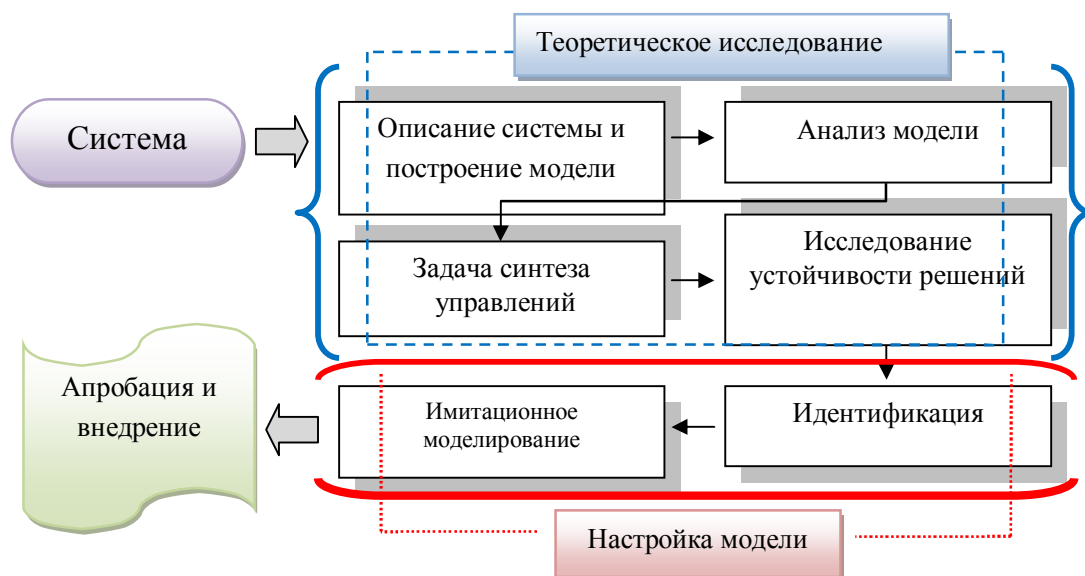 Теоретическое исследование
Система
Описание системы и
построение модели
Анализ модели
Задача синтеза
управлений
Исследование
устойчивости решений
Апробация и
внедрение
Имитационное
моделирование
Идентификация
Настройка модели